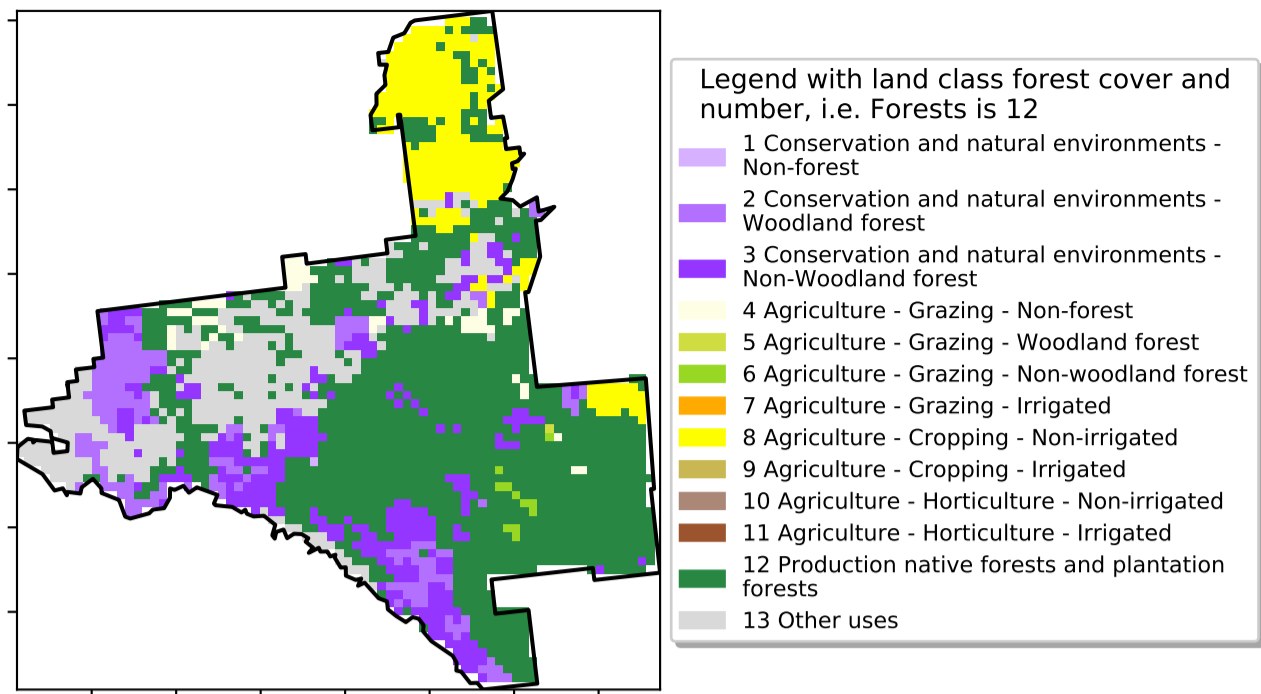 Legend with land class forest cover and
number, i.e. Forests is 12
1 Conservation and natural environments -
Non-forest
2 Conservation and natural environments -
Woodland forest
3 Conservation and natural environments -
Non-Woodland forest
4 Agriculture - Grazing - Non-forest
5 Agriculture - Grazing - Woodland forest
6 Agriculture - Grazing - Non-woodland forest
7 Agriculture - Grazing - Irrigated
8 Agriculture - Cropping - Non-irrigated
9 Agriculture - Cropping - Irrigated
10 Agriculture - Horticulture - Non-irrigated
11 Agriculture - Horticulture - Irrigated
12 Production native forests and plantation
forests
13 Other uses